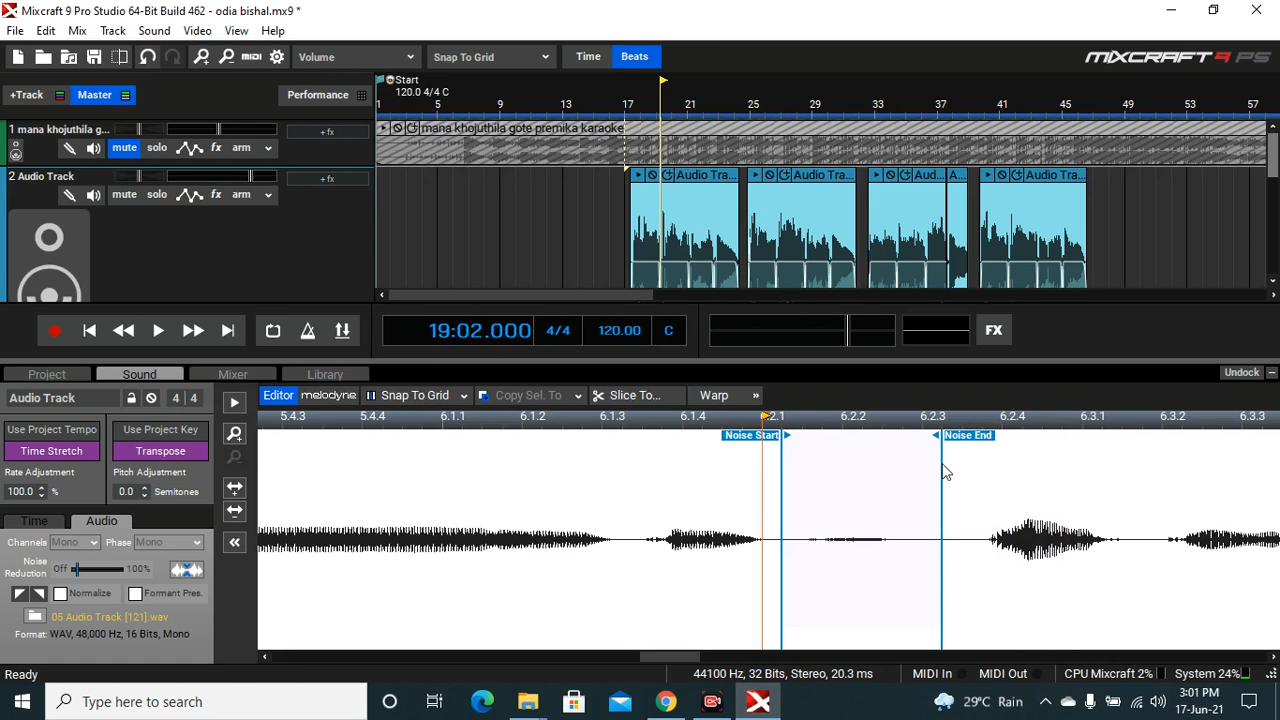 Mixcraft 9 Pro Studio 64-Bit Build 462 - odia bishal.mx9 *
File Edit Mix Track Sound Video View Help
MIDI Volume Snap To Grid Time Beats MIXCRAFT 9 PS
Start
+Track Master Performance 120.0 4/4 C
1 5 9 13 17 21 25 29 33 37 41 45 49 53 57
1 mana khojuthila g... +fx mana khojuthila gote premika karaoke
mute solo fx arm
2 Audio Track +fx Audio Tra... Audio Tra... Aud... A... Audio Tra...
mute solo fx arm
19:02.000 4/4 120.00 C FX
Project Sound Mixer Library Undock
Audio Track 4 4 Editor melodyne Snap To Grid Copy Sel. To... Slice To... Warp »
5.4.3 5.4.4 6.1.1 6.1.2 6.1.3 6.1.4 2.1 6.2.2 6.2.3 6.2.4 6.3.1 6.3.2 6.3.3
Use Project Tempo Use Project Key Noise Start Noise End
Time Stretch Transpose
Rate Adjustment Pitch Adjustment
100.0 % 0.0 Semitones
Time Audio
Channels Mono Phase Mono
Noise Reduction Off 100%
Normalize Formant Pres.
05 Audio Track [121].wav
Format: WAV, 48,000 Hz, 16 Bits, Mono
Ready 44100 Hz, 32 Bits, Stereo, 20.3 ms MIDI In MIDI Out CPU Mixcraft 2% System 24%
Type here to search 29°C Rain 3:01 PM
17-Jun-21